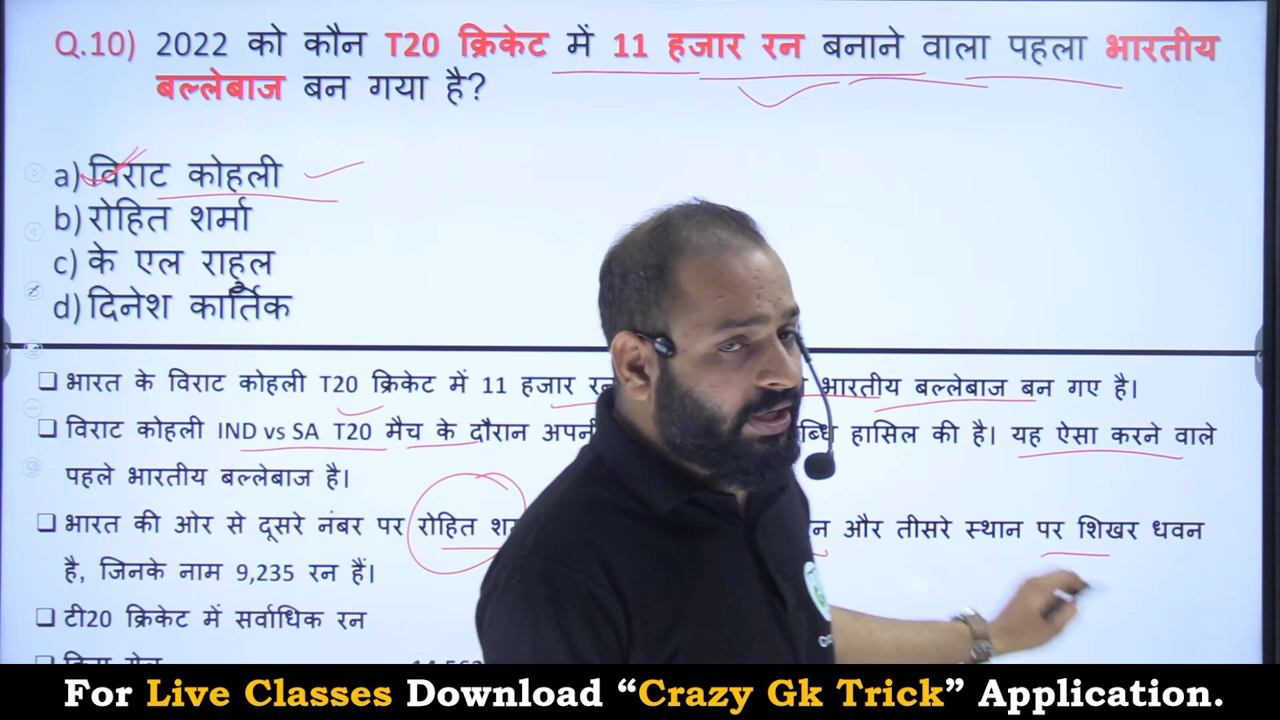 Q.10) 2022 को कौन T20 क्रिकेट में 11 हजार रन बनाने वाला पहला भारतीय
बल्लेबाज बन गया है?
a) विराट कोहली
b) रोहित शर्मा
c) के एल राहुल
d) दिनेश कार्तिक
भारत के विराट कोहली T20 क्रिकेट में 11 हजार भारतीय बल्लेबाज बन गए है।
विराट कोहली IND vs SA T20 मैच के दौरान हासिल की है। यह ऐसा करने वाले
पहले भारतीय बल्लेबाज है।
भारत की ओर से दूसरे नंबर पर रोहित और तीसरे स्थान पर शिखर धवन
है, जिनके नाम 9,235 रन हैं।
टी20 क्रिकेट में सर्वाधिक रन
For Live Classes Download “Crazy Gk Trick” Application.